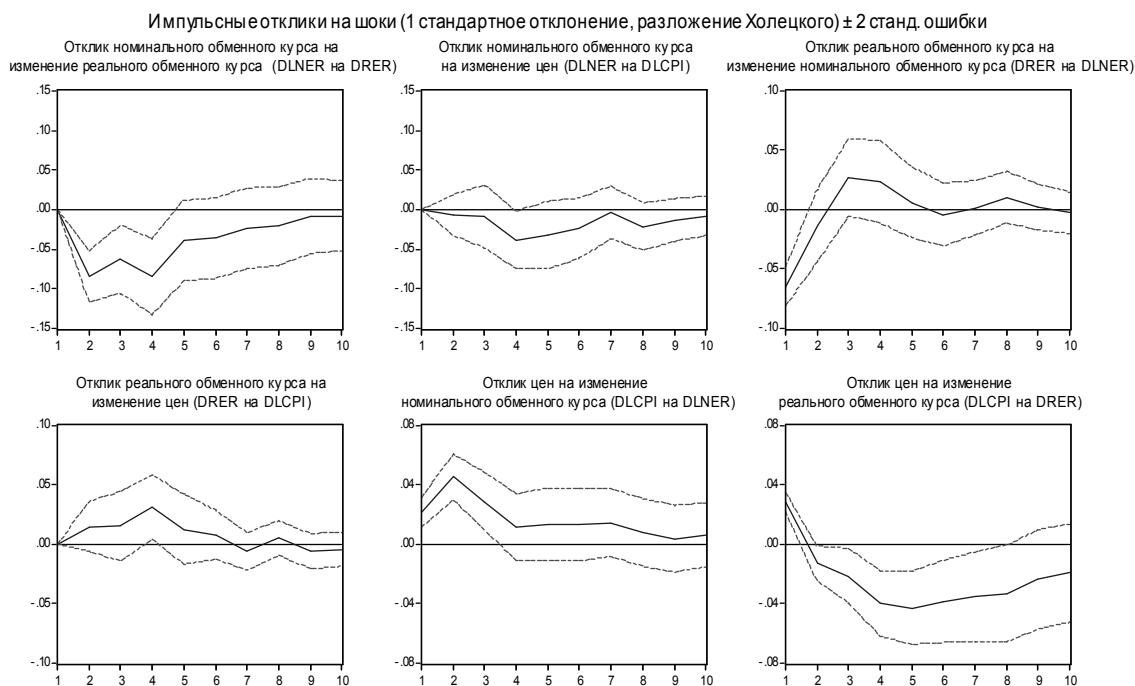 Импульсные отклики на шоки (1 стандартное отклонение, разложение Холецкого) ± 2 станд. ошибки
Отклик номинального обменного курса на
изменение реального обменного курса (DLNER на DRER)
.15
.10
.05
.00
-.05
-.10
-.15
1 2 3 4 5 6 7 8 9 10
Отклик номинального обменного курса
на изменение цен (DLNER на DLCPI)
.15
.10
.05
.00
-.05
-.10
-.15
1 2 3 4 5 6 7 8 9 10
Отклик реального обменного курса на
изменение номинального обменного курса (DRER на DLNER)
.10
.05
.00
-.05
-.10
1 2 3 4 5 6 7 8 9 10
Отклик реального обменного курса на
изменение цен (DRER на DLCPI)
.10
.05
.00
-.05
-.10
1 2 3 4 5 6 7 8 9 10
Отклик цен на изменение
номинального обменного курса (DLCPI на DLNER)
.08
.04
.00
-.04
-.08
1 2 3 4 5 6 7 8 9 10
Отклик цен на изменение
реального обменного курса (DLCPI на DRER)
.08
.04
.00
-.04
-.08
1 2 3 4 5 6 7 8 9 10